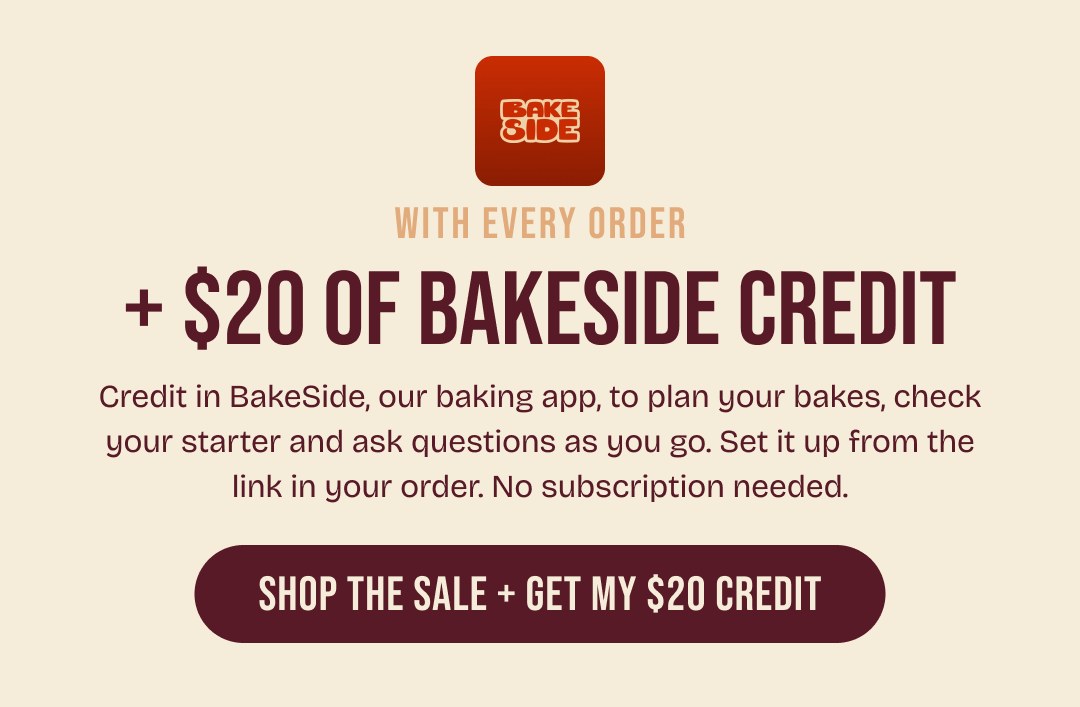 BAKE
SIDE
WITH EVERY ORDER
+ $20 OF BAKESIDE CREDIT
Credit in BakeSide, our baking app, to plan your bakes, check
your starter and ask questions as you go. Set it up from the
link in your order. No subscription needed.
SHOP THE SALE + GET MY $20 CREDIT